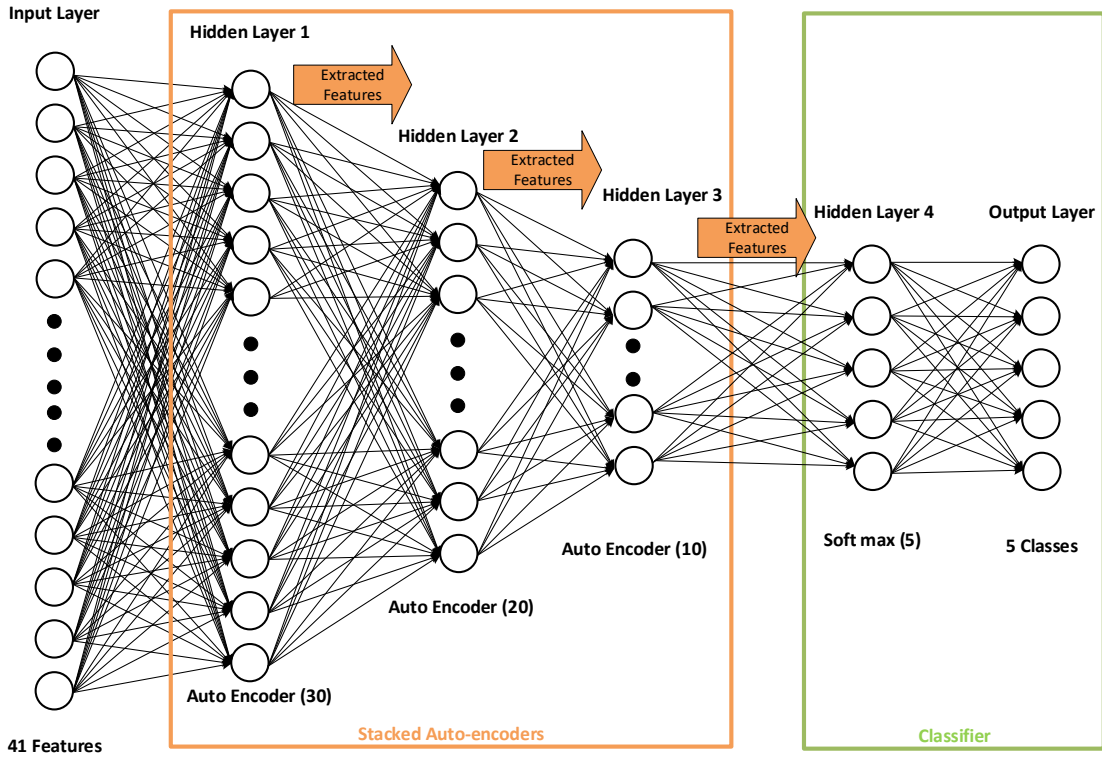 Input Layer
Hidden Layer 1
Extracted
Features
Hidden Layer 2
Extracted
Features
Hidden Layer 3
Extracted
Features
Hidden Layer 4
Output Layer
Auto Encoder (30)
Auto Encoder (20)
Auto Encoder (10)
Soft max (5)
5 Classes
41 Features
Stacked Auto-encoders
Classifier